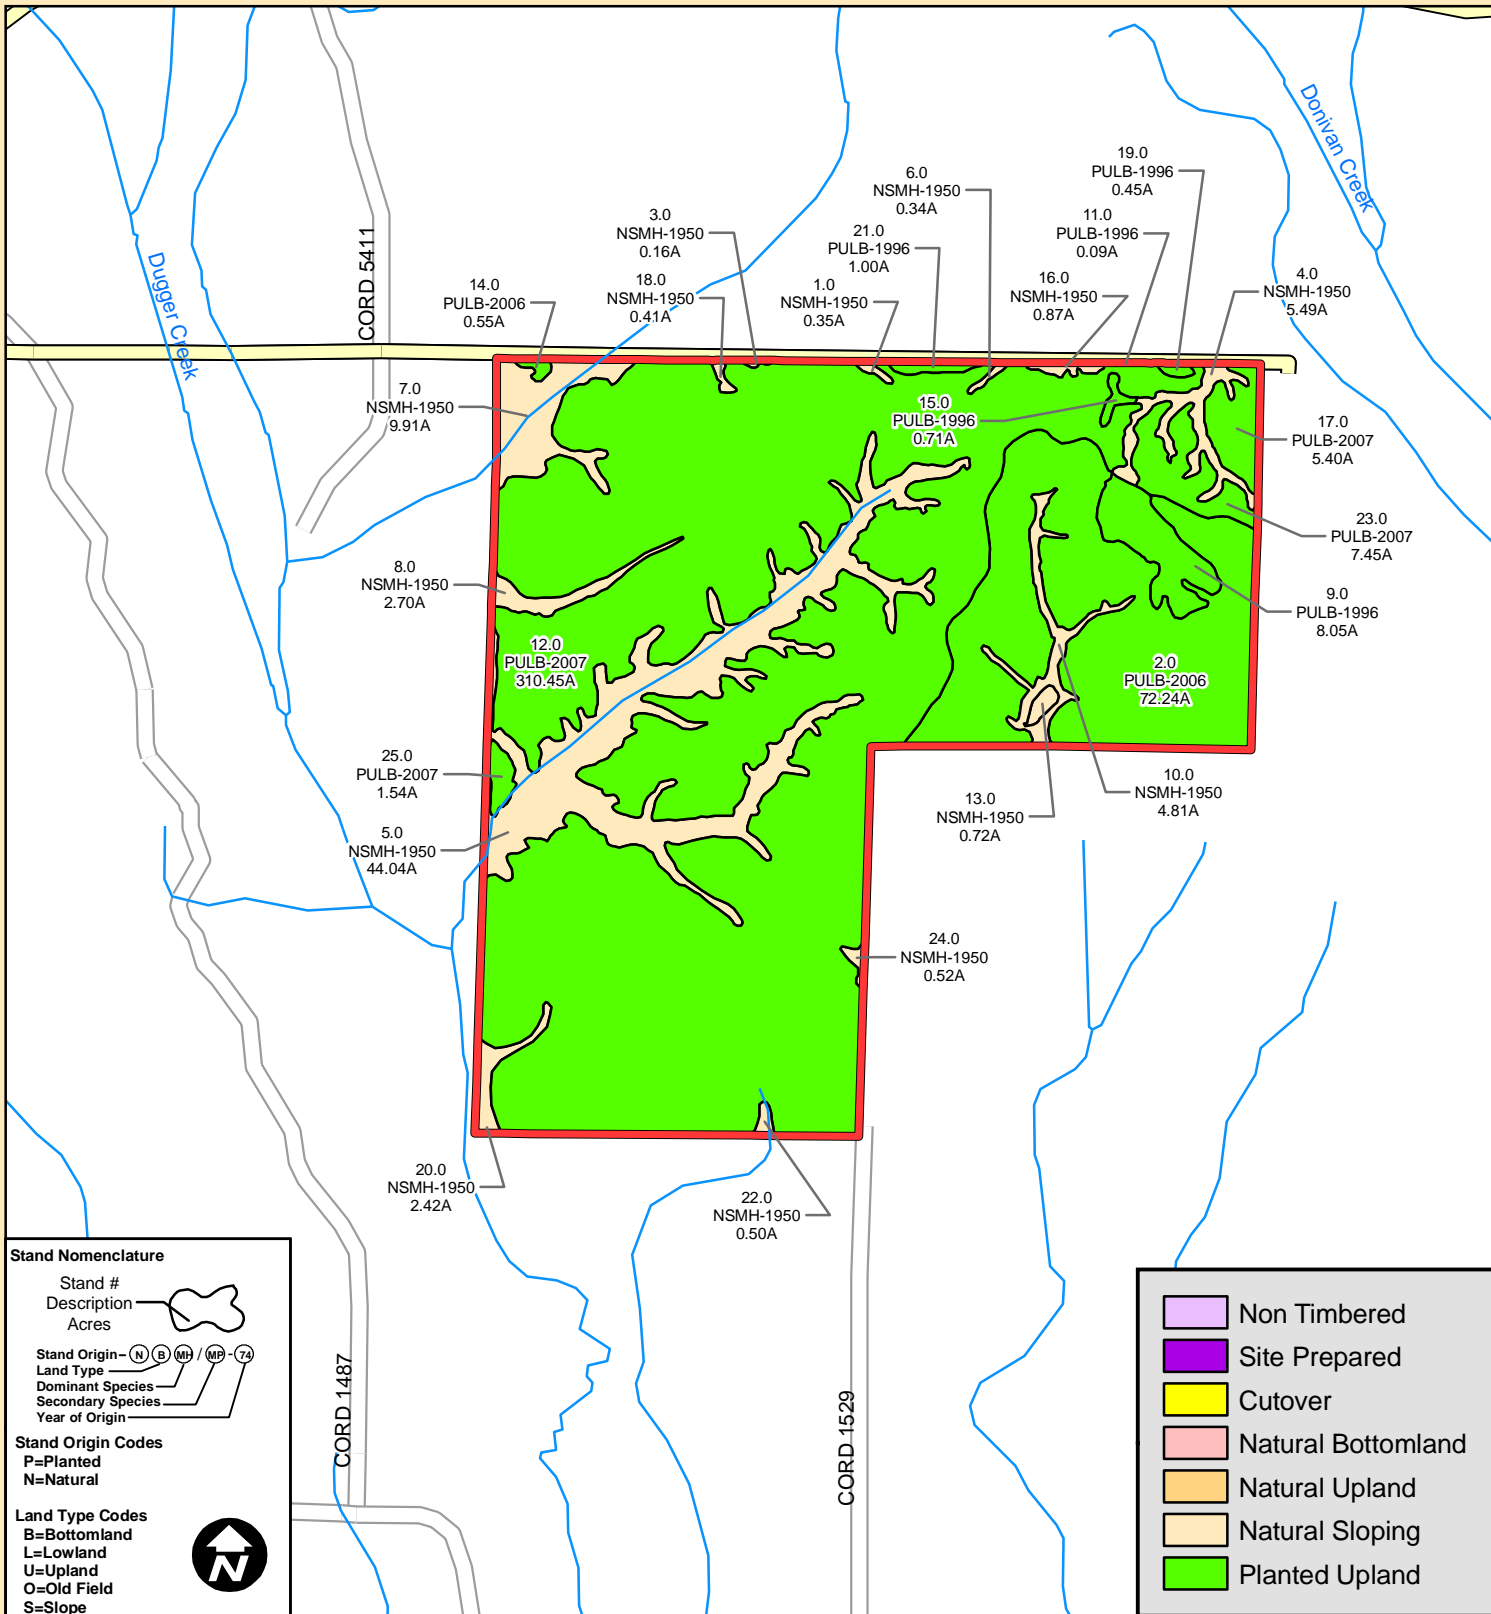 Donivan Creek
Dugger Creek
CORD 5411
19.0
PULB-1996
0.45A
6.0
NSMH-1950
0.34A
3.0
NSMH-1950
0.16A
21.0
PULB-1996
1.00A
11.0
PULB-1996
0.09A
14.0
PULB-2006
0.55A
18.0
NSMH-1950
0.41A
1.0
NSMH-1950
0.35A
16.0
NSMH-1950
0.87A
4.0
NSMH-1950
5.49A
7.0
NSMH-1950
9.91A
15.0
PULB-1996
0.71A
17.0
PULB-2007
5.40A
23.0
PULB-2007
7.45A
8.0
NSMH-1950
2.70A
9.0
PULB-1996
8.05A
12.0
PULB-2007
310.45A
2.0
PULB-2006
72.24A
25.0
PULB-2007
1.54A
10.0
NSMH-1950
4.81A
13.0
NSMH-1950
0.72A
5.0
NSMH-1950
44.04A
24.0
NSMH-1950
0.52A
20.0
NSMH-1950
2.42A
22.0
NSMH-1950
0.50A
CORD 1487
CORD 1529
Stand Nomenclature
Stand #
Description
Acres
Stand Origin- N B MH / MP - 74
Land Type
Dominant Species
Secondary Species
Year of Origin
Stand Origin Codes
P=Planted
N=Natural
Land Type Codes
B=Bottomland
L=Lowland
U=Upland
O=Old Field
S=Slope
N
Non Timbered
Site Prepared
Cutover
Natural Bottomland
Natural Upland
Natural Sloping
Planted Upland